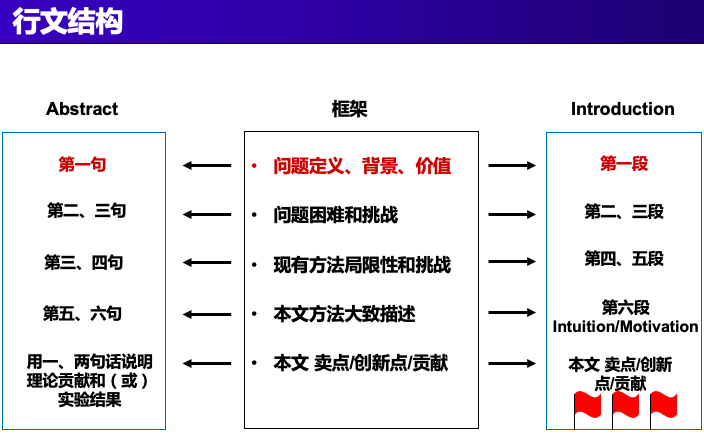 行文结构
Abstract
框架
Introduction
第一句
• 问题定义、背景、价值
第一段
第二、三句
• 问题困难和挑战
第二、三段
第三、四句
• 现有方法局限性和挑战
第四、五段
第五、六句
• 本文方法大致描述
第六段
Intuition/Motivation
用一、两句话说明
理论贡献和（或）
实验结果
• 本文 卖点/创新点/贡献
本文 卖点/创新
点/贡献